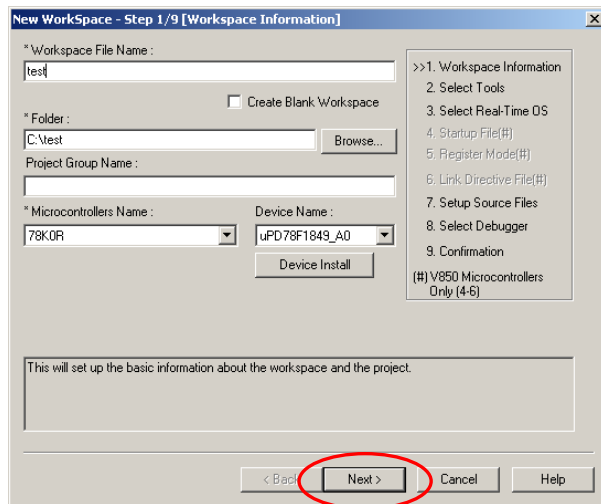 New WorkSpace - Step 1/9 [Workspace Information]
* Workspace File Name :
test
Create Blank Workspace
* Folder :
C:\test
Browse...
Project Group Name :
* Microcontrollers Name :
Device Name :
78K0R
uPD78F1849_A0
Device Install
>>1. Workspace Information
2. Select Tools
3. Select Real-Time OS
4. Startup File(#)
5. Register Mode(#)
6. Link Directive File(#)
7. Setup Source Files
8. Select Debugger
9. Confirmation
(#) V850 Microcontrollers
Only (4-6)
This will set up the basic information about the workspace and the project.
< Back
Next >
Cancel
Help